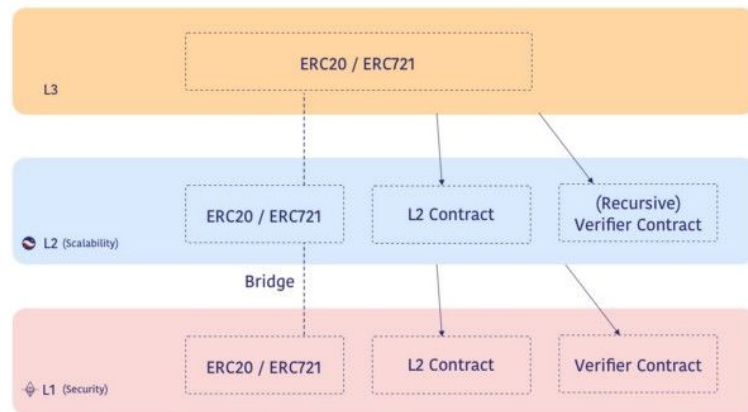 ERC20 / ERC721
L3
ERC20 / ERC721
L2 Contract
(Recursive)
Verifier Contract
L2 (Scalability)
Bridge
ERC20 / ERC721
L2 Contract
Verifier Contract
L1 (Security)